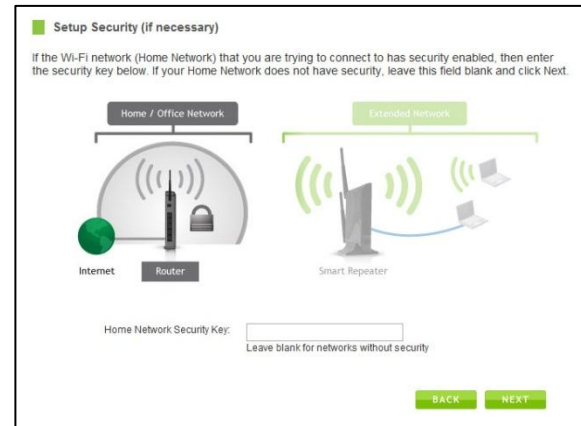 Setup Security (if necessary)
If the Wi-Fi network (Home Network) that you are trying to connect to has security enabled, then enter
the security key below. If your Home Network does not have security, leave this field blank and click Next.
Home / Office Network
Extended Network
Internet
Router
Smart Repeater
Home Network Security Key:
Leave blank for networks without security
BACK
NEXT